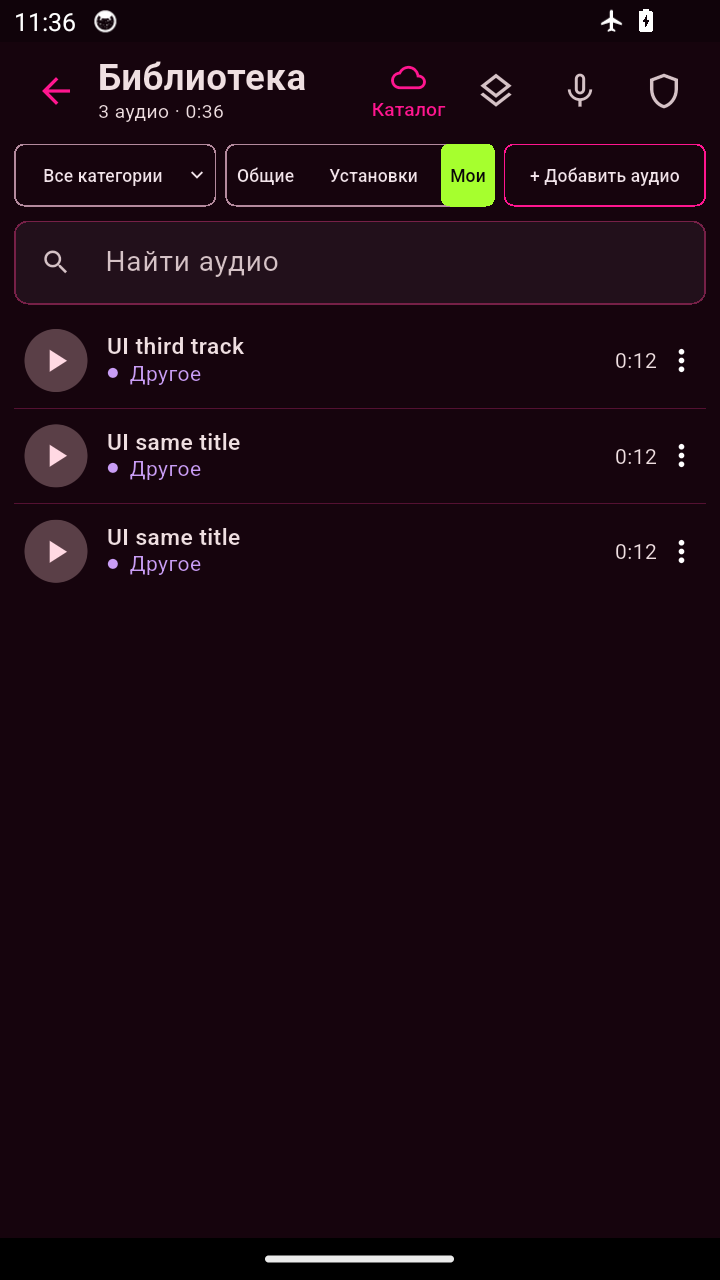 11:36
Библиотека
3 аудио · 0:36
Каталог
Все категории
Общие
Установки
Мои
+ Добавить аудио
Найти аудио
UI third track
Другое
0:12
UI same title
Другое
0:12
UI same title
Другое
0:12